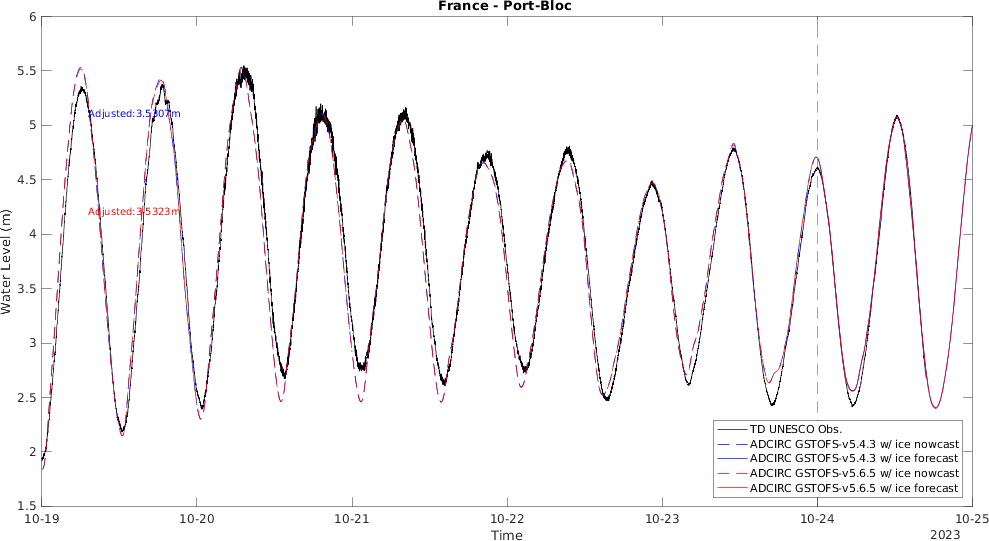 France - Port-Bloc
6
5.5
5
4.5
4
3.5
3
2.5
2
1.5
Water Level (m)
Adjusted:3.5307m
Adjusted:3.5323m
TD UNESCO Obs.
ADCIRC GSTOFS-v5.4.3 w/ ice nowcast
ADCIRC GSTOFS-v5.4.3 w/ ice forecast
ADCIRC GSTOFS-v5.6.5 w/ ice nowcast
ADCIRC GSTOFS-v5.6.5 w/ ice forecast
10-19 10-20 10-21 10-22 10-23 10-24 10-25
Time
2023